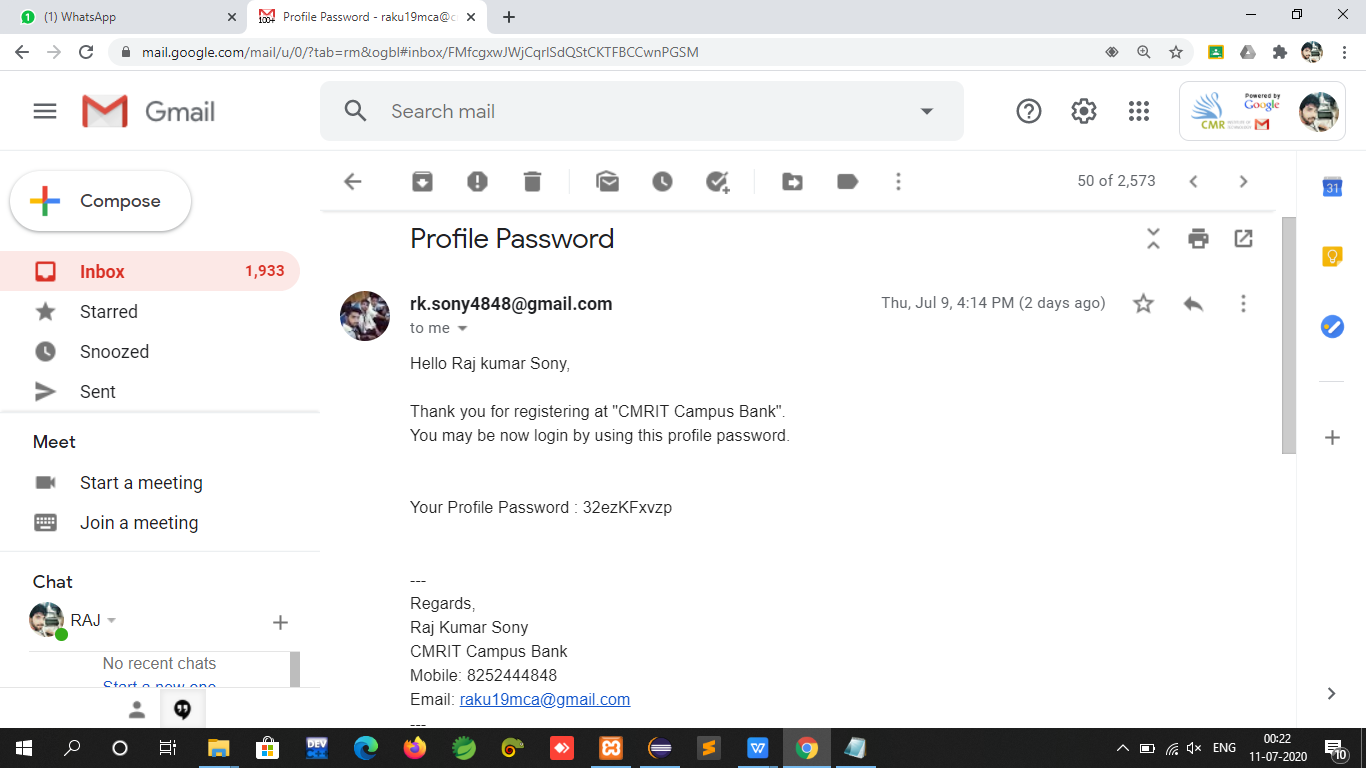 (1) WhatsApp
100+
Profile Password - raku19mca@c
mail.google.com/mail/u/0/?tab=rm&ogbl#inbox/FMfcgxwJWjCqrlSdQStCKTFBCCwnPGSM
Gmail
Search mail
Powered by
Google
CMR
Compose
50 of 2,573
31
Profile Password
Inbox 1,933
rk.sony4848@gmail.com
Thu, Jul 9, 4:14 PM (2 days ago)
Starred
to me
Snoozed
Hello Raj kumar Sony,
Sent
Thank you for registering at "CMRIT Campus Bank".
You may be now login by using this profile password.
Meet
Start a meeting
Your Profile Password : 32ezKFxvzp
Join a meeting
Chat
---
Regards,
RAJ
Raj Kumar Sony
CMRIT Campus Bank
No recent chats
Mobile: 8252444848
Start a new one
Email: raku19mca@gmail.com
---
DEV
ENG
00:22
11-07-2020
10